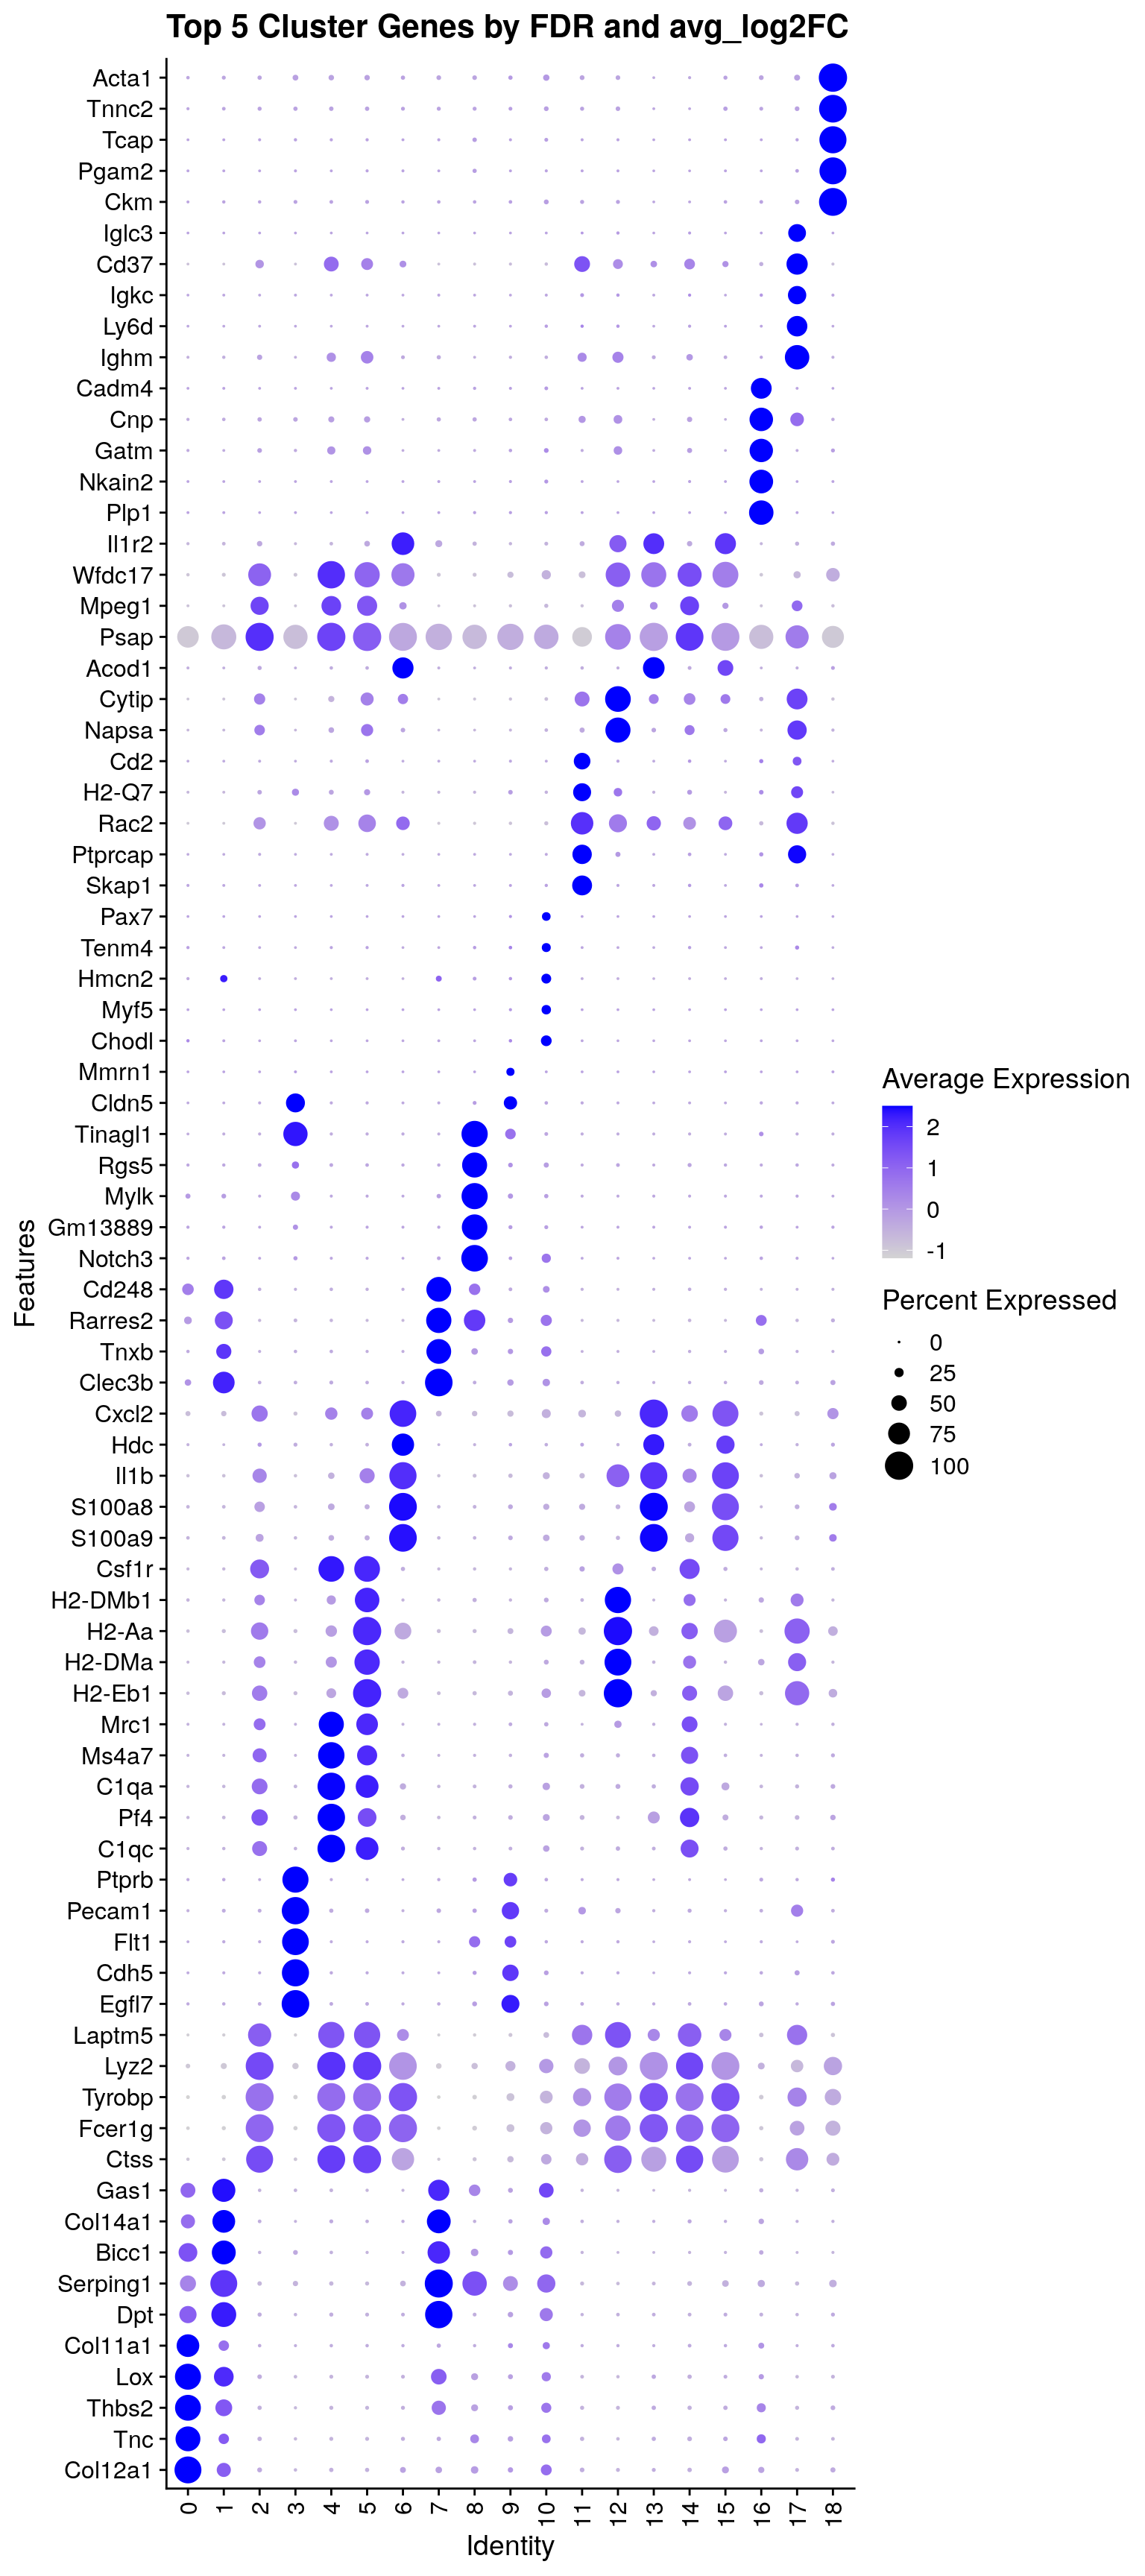 Top 5 Cluster Genes by FDR and avg_log2FC
Acta1
Tnnc2
Tcap
Pgam2
Ckm
Iglc3
Cd37
Igkc
Ly6d
Ighm
Cadm4
Cnp
Gatm
Nkain2
Plp1
Il1r2
Wfdc17
Mpeg1
Psap
Acod1
Cytip
Napsa
Cd2
H2-Q7
Rac2
Ptprcap
Skap1
Pax7
Tenm4
Hmcn2
Myf5
Chodl
Mmrn1
Cldn5
Tinagl1
Rgs5
Mylk
Gm13889
Notch3
Cd248
Rarres2
Tnxb
Clec3b
Cxcl2
Hdc
Il1b
S100a8
S100a9
Csf1r
H2-DMb1
H2-Aa
H2-DMa
H2-Eb1
Mrc1
Ms4a7
C1qa
Pf4
C1qc
Ptprb
Pecam1
Flt1
Cdh5
Egfl7
Laptm5
Lyz2
Tyrobp
Fcer1g
Ctss
Gas1
Col14a1
Bicc1
Serping1
Dpt
Col11a1
Lox
Thbs2
Tnc
Col12a1
Features
0 1 2 3 4 5 6 7 8 9 10 11 12 13 14 15 16 17 18
Identity
Average Expression
2
1
0
-1
Percent Expressed
0
25
50
75
100